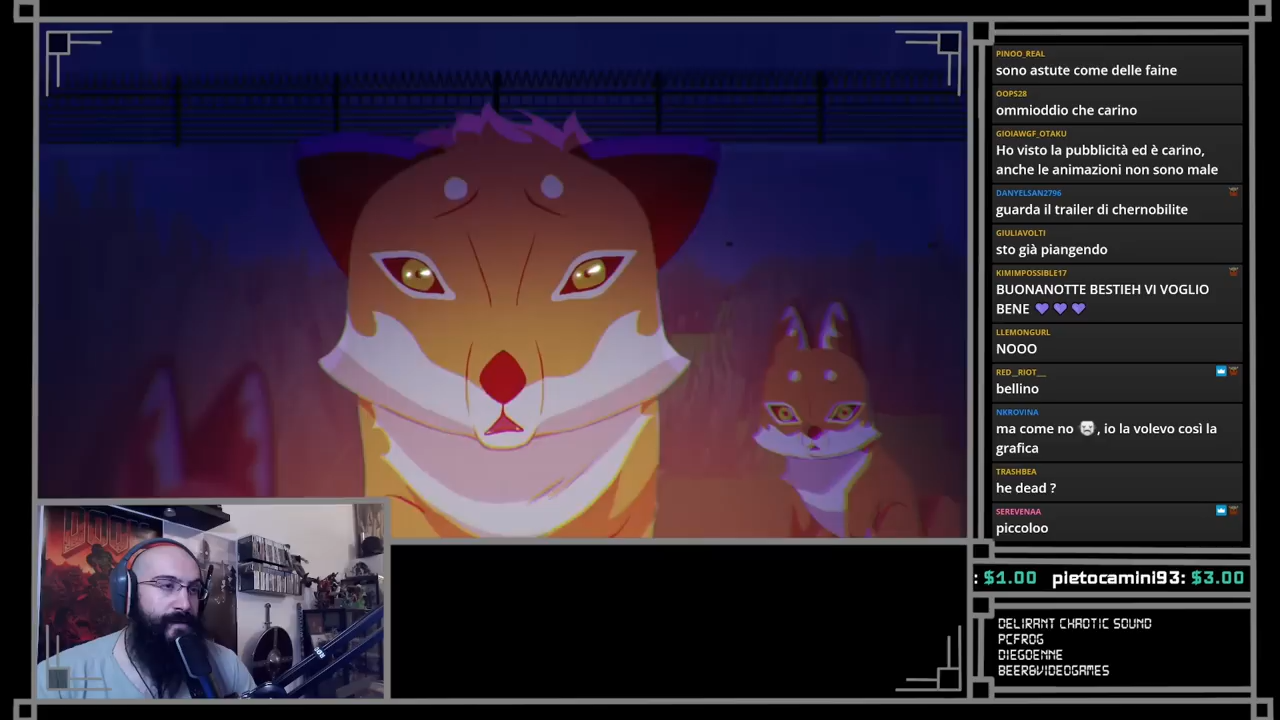 PINOO_REAL
sono astute come delle faine
OOPS28
ommioddio che carino
GIOIAWGF_OTAKU
Ho visto la pubblicità ed è carino,
anche le animazioni non sono male
DANYELSAN2796
guarda il trailer di chernobilite
GIULIAVOLTI
sto già piangendo
KIMIMPOSSIBLE17
BUONANOTTE BESTIEH VI VOGLIO
BENE 💜 💜 💜
LLEMONGURL
NOOO
RED__RIOT___
bellino
NKROVINA
ma come no , io la volevo così la
grafica
TRASHBEA
he dead ?
SEREVENAA
piccoloo
: $1.00 pietocamini93: $3.00
DELIRANT CHAOTIC SOUND
PCFROG
DIEGOENNE
BEER&VIDEOGAMES
DOOM